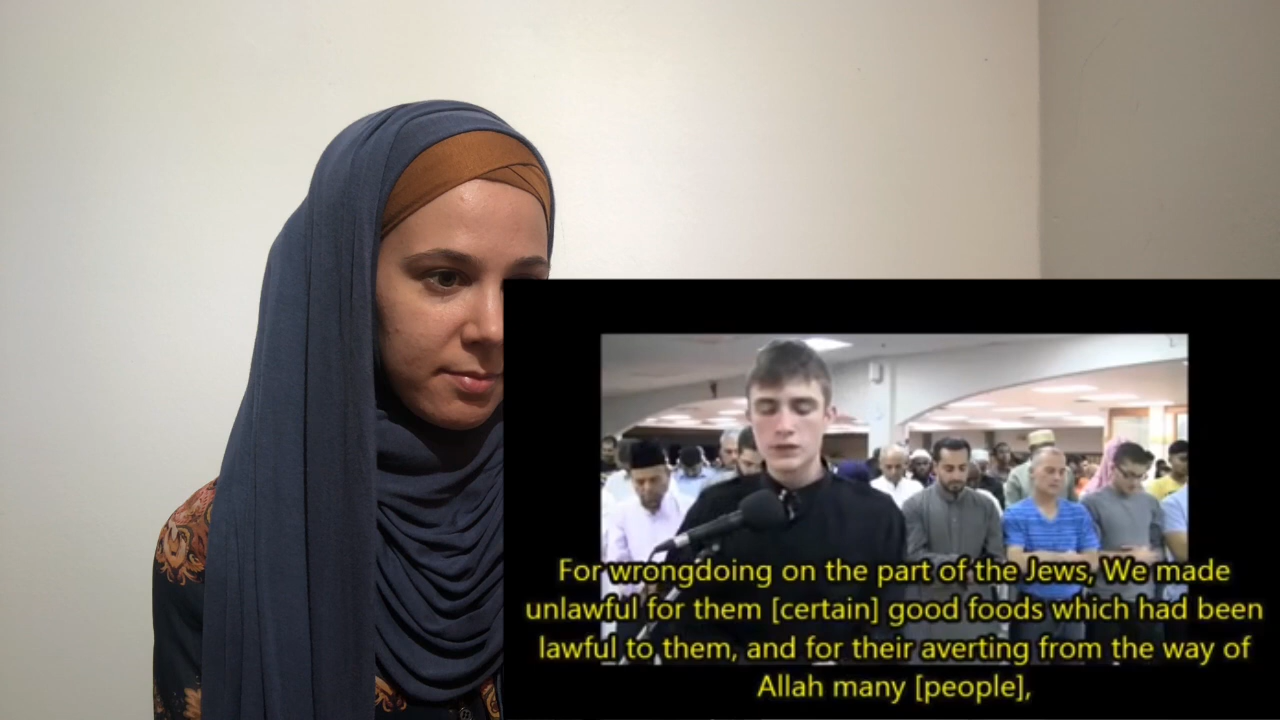 For wrongdoing on the part of the Jews, We made
unlawful for them [certain] good foods which had been
lawful to them, and for their averting from the way of
Allah many [people],